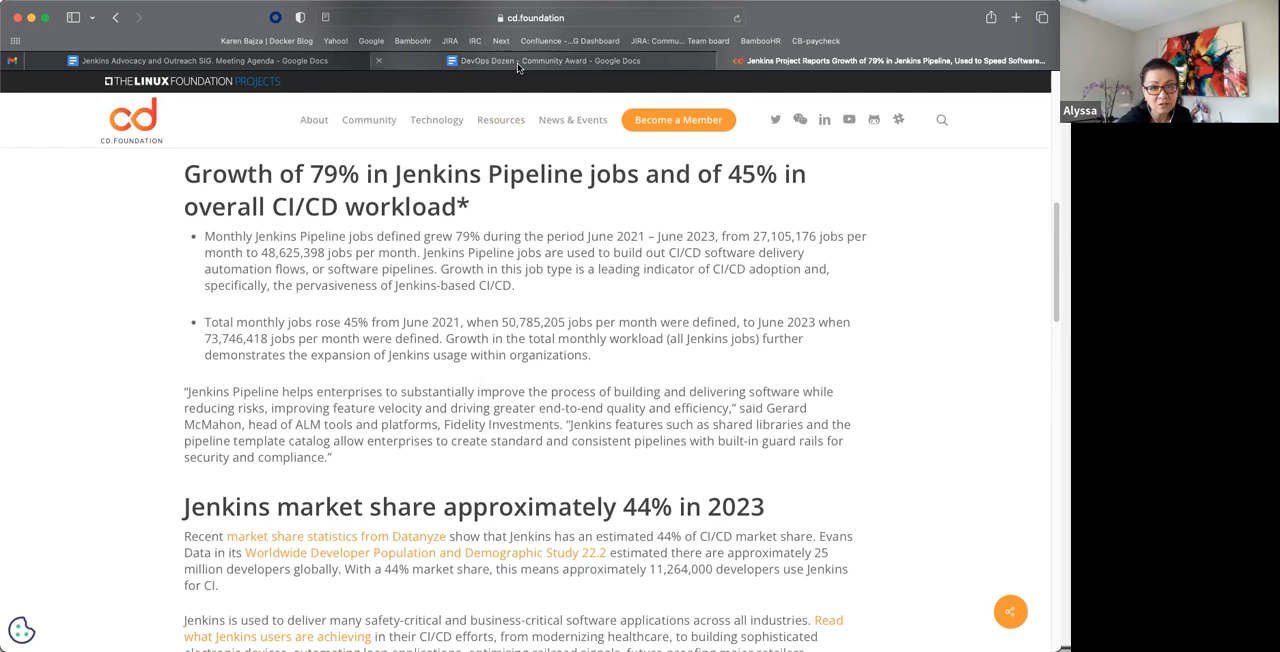 cd.foundation
Karen Bajza | Docker Blog
Yahoo!
Google
Bamboohr
JIRA
IRC
Next
Confluence -...G Dashboard
JIRA: Commu... Team board
BambooHR
CB-paycheck
Jenkins Advocacy and Outreach SIG. Meeting Agenda - Google Docs
DevOps Dozen - Community Award - Google Docs
Jenkins Project Reports Growth of 79% in Jenkins Pipeline, Used to Speed Software...
THE LINUX FOUNDATION PROJECTS
cd
CD.FOUNDATION
About
Community
Technology
Resources
News & Events
Become a Member
Alyssa
Growth of 79% in Jenkins Pipeline jobs and of 45% in
overall CI/CD workload*
• Monthly Jenkins Pipeline jobs defined grew 79% during the period June 2021 – June 2023, from 27,105,176 jobs per
month to 48,625,398 jobs per month. Jenkins Pipeline jobs are used to build out CI/CD software delivery
automation flows, or software pipelines. Growth in this job type is a leading indicator of CI/CD adoption and,
specifically, the pervasiveness of Jenkins-based CI/CD.
• Total monthly jobs rose 45% from June 2021, when 50,785,205 jobs per month were defined, to June 2023 when
73,746,418 jobs per month were defined. Growth in the total monthly workload (all Jenkins jobs) further
demonstrates the expansion of Jenkins usage within organizations.
“Jenkins Pipeline helps enterprises to substantially improve the process of building and delivering software while
reducing risks, improving feature velocity and driving greater end-to-end quality and efficiency,” said Gerard
McMahon, head of ALM tools and platforms, Fidelity Investments. “Jenkins features such as shared libraries and the
pipeline template catalog allow enterprises to create standard and consistent pipelines with built-in guard rails for
security and compliance.”
Jenkins market share approximately 44% in 2023
Recent market share statistics from Datanyze show that Jenkins has an estimated 44% of CI/CD market share. Evans
Data in its Worldwide Developer Population and Demographic Study 22.2 estimated there are approximately 25
million developers globally. With a 44% market share, this means approximately 11,264,000 developers use Jenkins
for CI.
Jenkins is used to deliver many safety-critical and business-critical software applications across all industries. Read
what Jenkins users are achieving in their CI/CD efforts, from modernizing healthcare, to building sophisticated
electronic devices, automating loan applications, optimizing railroad signals, future-proofing major retailers,